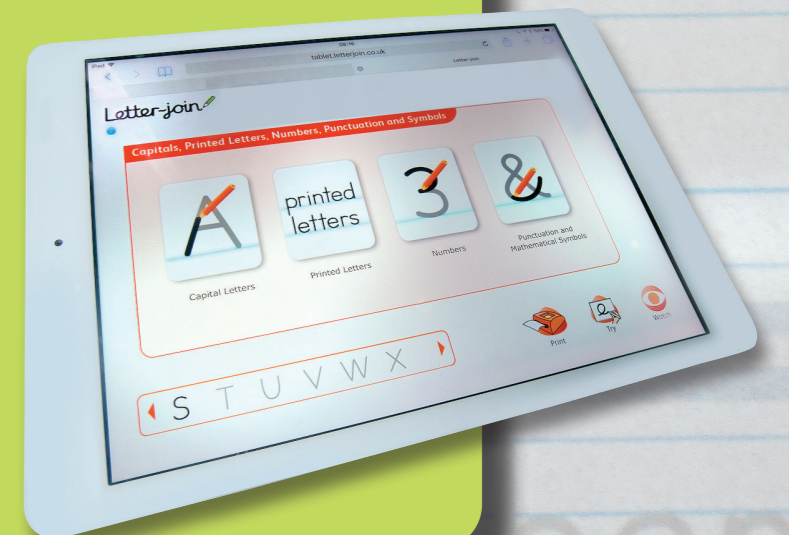 iPad
08:16
tablet.letterjoin.co.uk
Letter-join
Letter-join
Capitals, Printed Letters, Numbers, Punctuation and Symbols
A
printed
letters
3
&
Capital Letters
Printed Letters
Numbers
Punctuation and
Mathematical Symbols
Print
Try
Watch
S T U V W X